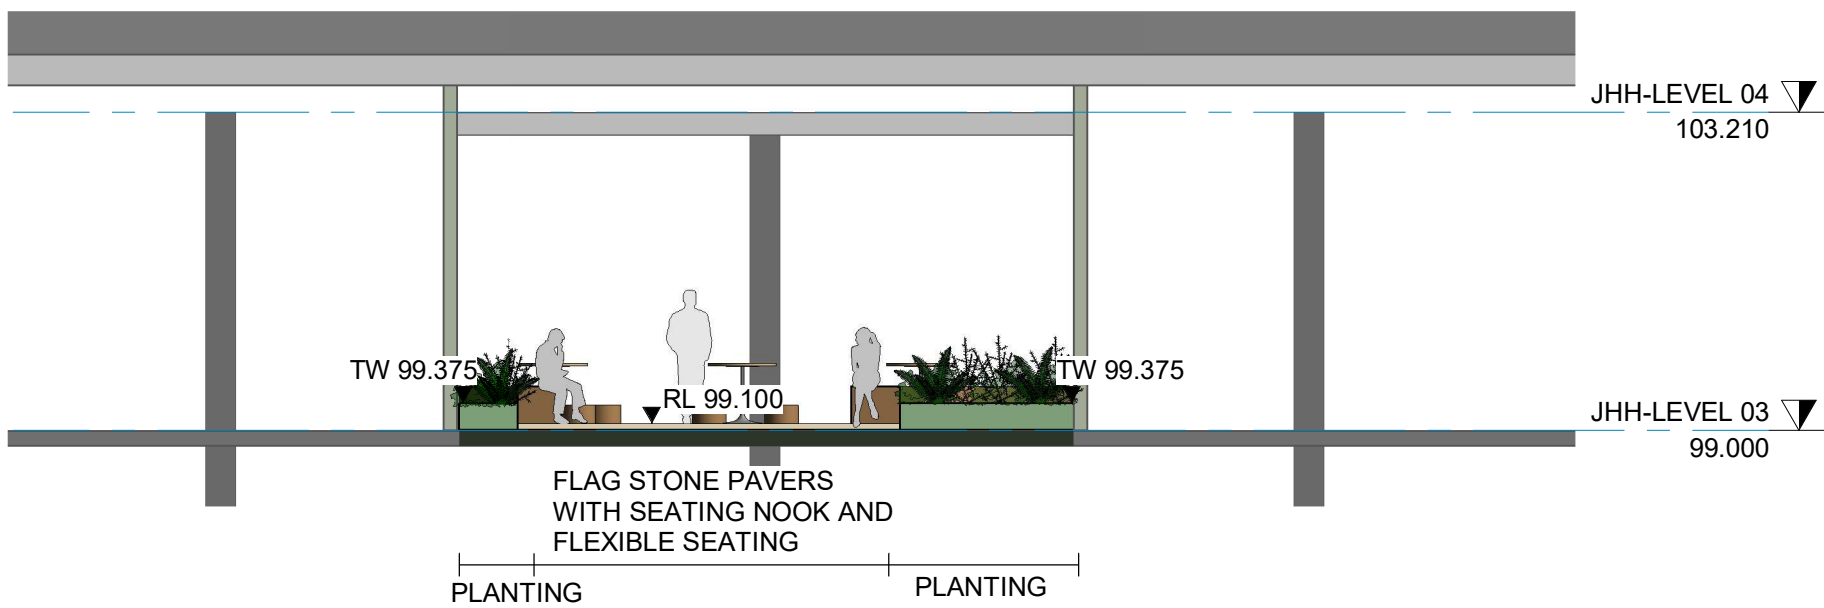 JHH-LEVEL 04
103.210
TW 99.375
TW 99.375
RL 99.100
JHH-LEVEL 03
99.000
FLAG STONE PAVERS
WITH SEATING NOOK AND
FLEXIBLE SEATING
PLANTING
PLANTING